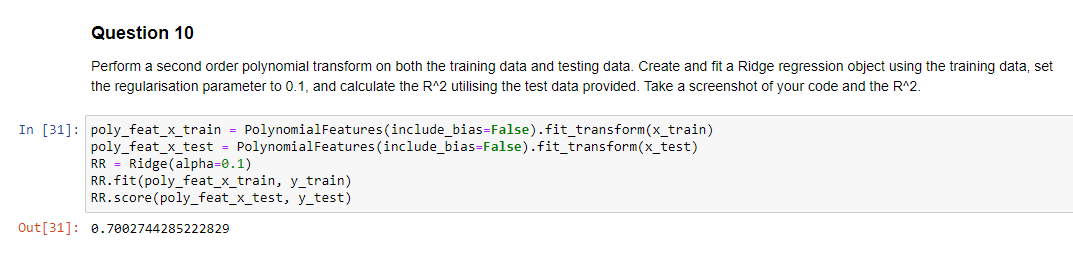 Question 10
Perform a second order polynomial transform on both the training data and testing data. Create and fit a Ridge regression object using the training data, set
the regularisation parameter to 0.1, and calculate the R^2 utilising the test data provided. Take a screenshot of your code and the R^2.
In [31]: poly_feat_x_train = PolynomialFeatures(include_bias=False).fit_transform(x_train)
poly_feat_x_test = PolynomialFeatures(include_bias=False).fit_transform(x_test)
RR = Ridge(alpha=0.1)
RR.fit(poly_feat_x_train, y_train)
RR.score(poly_feat_x_test, y_test)
Out[31]: 0.7002744285222829